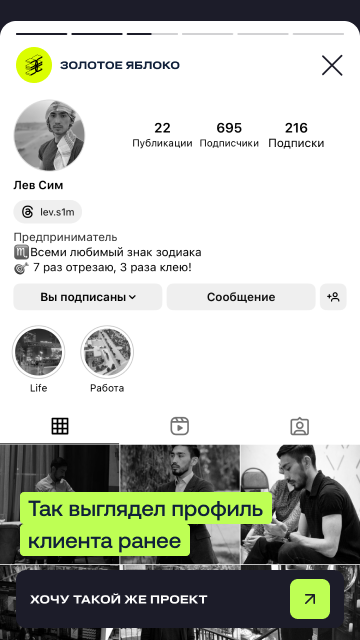 ЗОЛОТОЕ ЯБЛОКО
22 695 216
Публикации Подписчики Подписки
Лев Сим
lev.s1m
Предприниматель
♏Всеми любимый знак зодиака
🎯 7 раз отрезаю, 3 раза клею!
Вы подписаны Сообщение
Life Работа
Так выглядел профиль
клиента ранее
ХОЧУ ТАКОЙ ЖЕ ПРОЕКТ